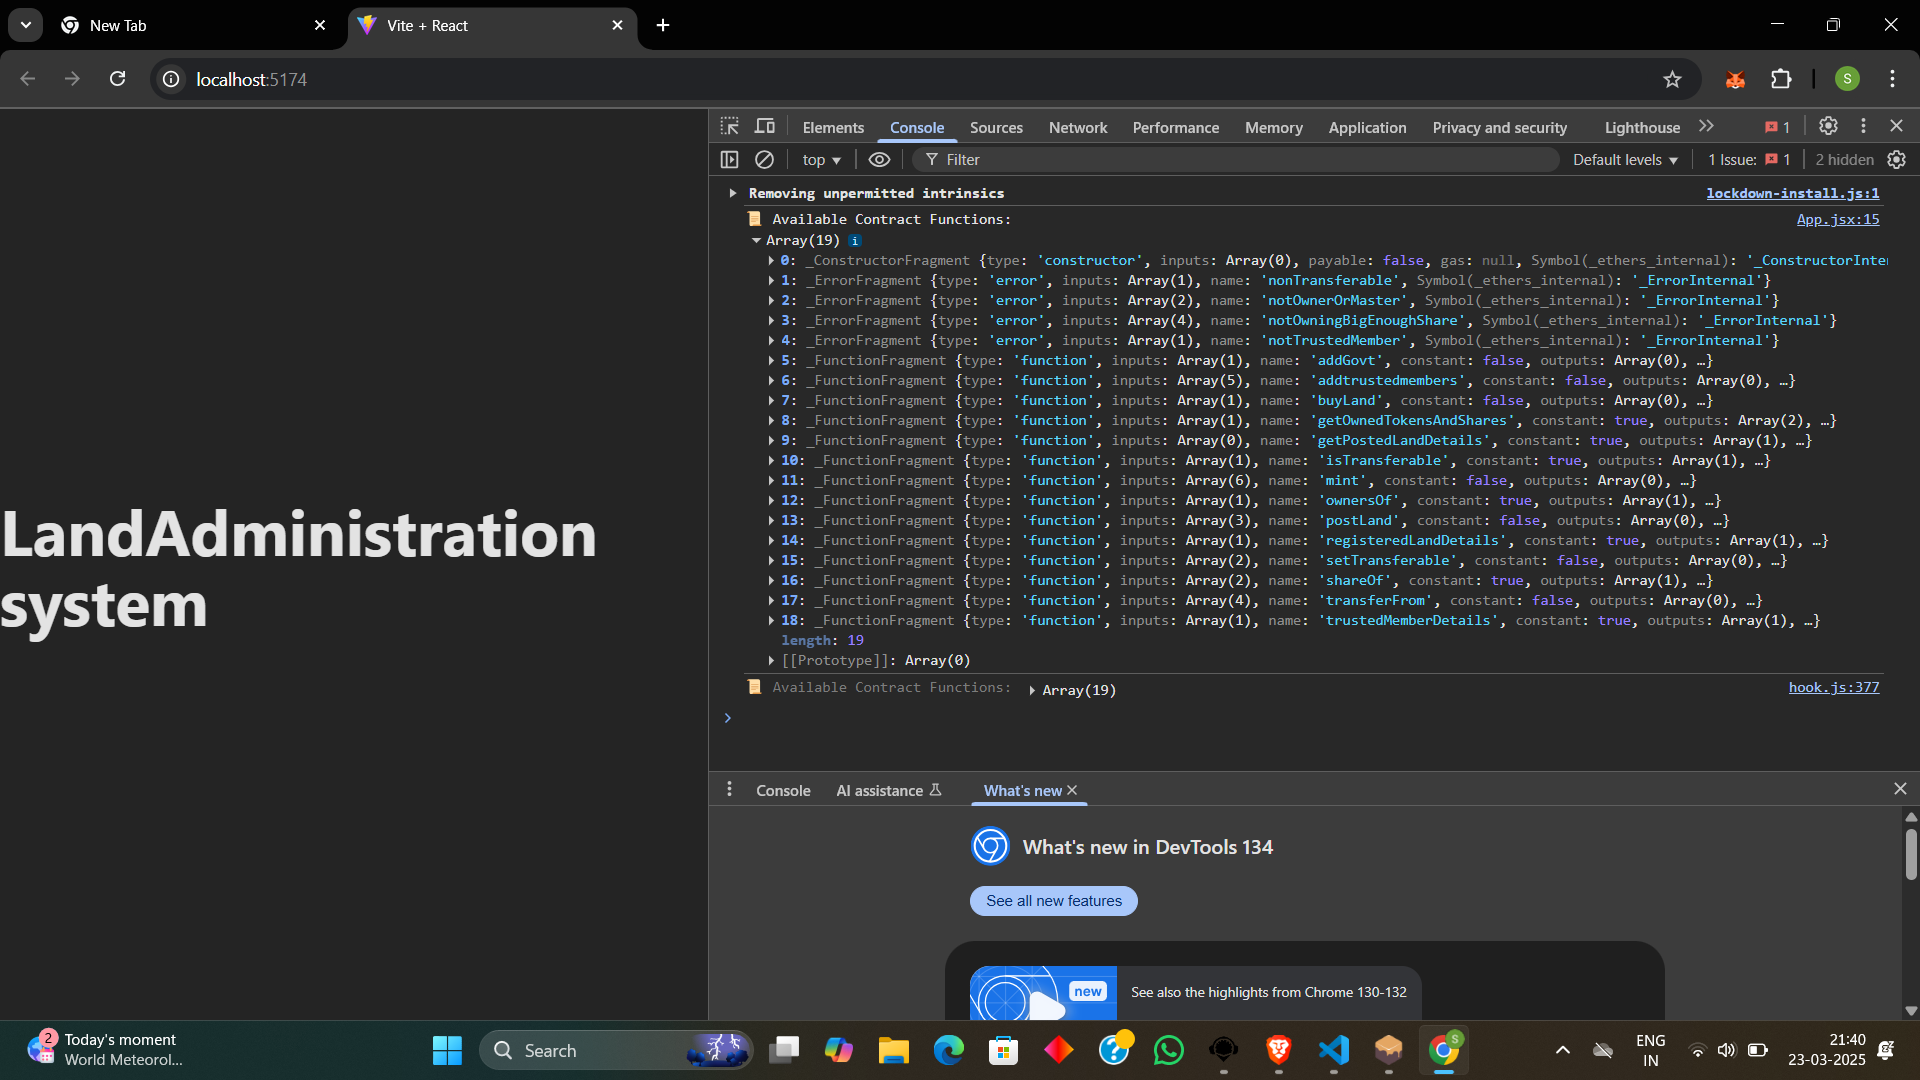 New Tab
Vite + React
localhost:5174
S
Elements
Console
Sources
Network
Performance
Memory
Application
Privacy and security
Lighthouse
1
top
Filter
Default levels
1 Issue:
1
2 hidden
Removing unpermitted intrinsics
lockdown-install.js:1
Available Contract Functions:
App.jsx:15
Array(19) i
0: _ConstructorFragment {type: 'constructor', inputs: Array(0), payable: false, gas: null, Symbol(_ethers_internal): '_ConstructorInte
1: _ErrorFragment {type: 'error', inputs: Array(1), name: 'nonTransferable', Symbol(_ethers_internal): '_ErrorInternal'}
2: _ErrorFragment {type: 'error', inputs: Array(2), name: 'notOwnerOrMaster', Symbol(_ethers_internal): '_ErrorInternal'}
3: _ErrorFragment {type: 'error', inputs: Array(4), name: 'notOwningBigEnoughShare', Symbol(_ethers_internal): '_ErrorInternal'}
4: _ErrorFragment {type: 'error', inputs: Array(1), name: 'notTrustedMember', Symbol(_ethers_internal): '_ErrorInternal'}
5: _FunctionFragment {type: 'function', inputs: Array(1), name: 'addGovt', constant: false, outputs: Array(0), …}
6: _FunctionFragment {type: 'function', inputs: Array(5), name: 'addtrustedmembers', constant: false, outputs: Array(0), …}
7: _FunctionFragment {type: 'function', inputs: Array(1), name: 'buyLand', constant: false, outputs: Array(0), …}
8: _FunctionFragment {type: 'function', inputs: Array(1), name: 'getOwnedTokensAndShares', constant: true, outputs: Array(2), …}
9: _FunctionFragment {type: 'function', inputs: Array(0), name: 'getPostedLandDetails', constant: true, outputs: Array(1), …}
10: _FunctionFragment {type: 'function', inputs: Array(1), name: 'isTransferable', constant: true, outputs: Array(1), …}
11: _FunctionFragment {type: 'function', inputs: Array(6), name: 'mint', constant: false, outputs: Array(0), …}
12: _FunctionFragment {type: 'function', inputs: Array(1), name: 'ownersOf', constant: true, outputs: Array(1), …}
13: _FunctionFragment {type: 'function', inputs: Array(3), name: 'postLand', constant: false, outputs: Array(0), …}
14: _FunctionFragment {type: 'function', inputs: Array(1), name: 'registeredLandDetails', constant: true, outputs: Array(1), …}
15: _FunctionFragment {type: 'function', inputs: Array(2), name: 'setTransferable', constant: false, outputs: Array(0), …}
16: _FunctionFragment {type: 'function', inputs: Array(2), name: 'shareOf', constant: true, outputs: Array(1), …}
17: _FunctionFragment {type: 'function', inputs: Array(4), name: 'transferFrom', constant: false, outputs: Array(0), …}
18: _FunctionFragment {type: 'function', inputs: Array(1), name: 'trustedMemberDetails', constant: true, outputs: Array(1), …}
length: 19
[[Prototype]]: Array(0)
Available Contract Functions: Array(19)
hook.js:377
LandAdministration
system
Console
AI assistance
What's new
What's new in DevTools 134
See all new features
new
See also the highlights from Chrome 130-132
2
Today's moment
World Meteorol...
Search
S
ENG
IN
21:40
23-03-2025